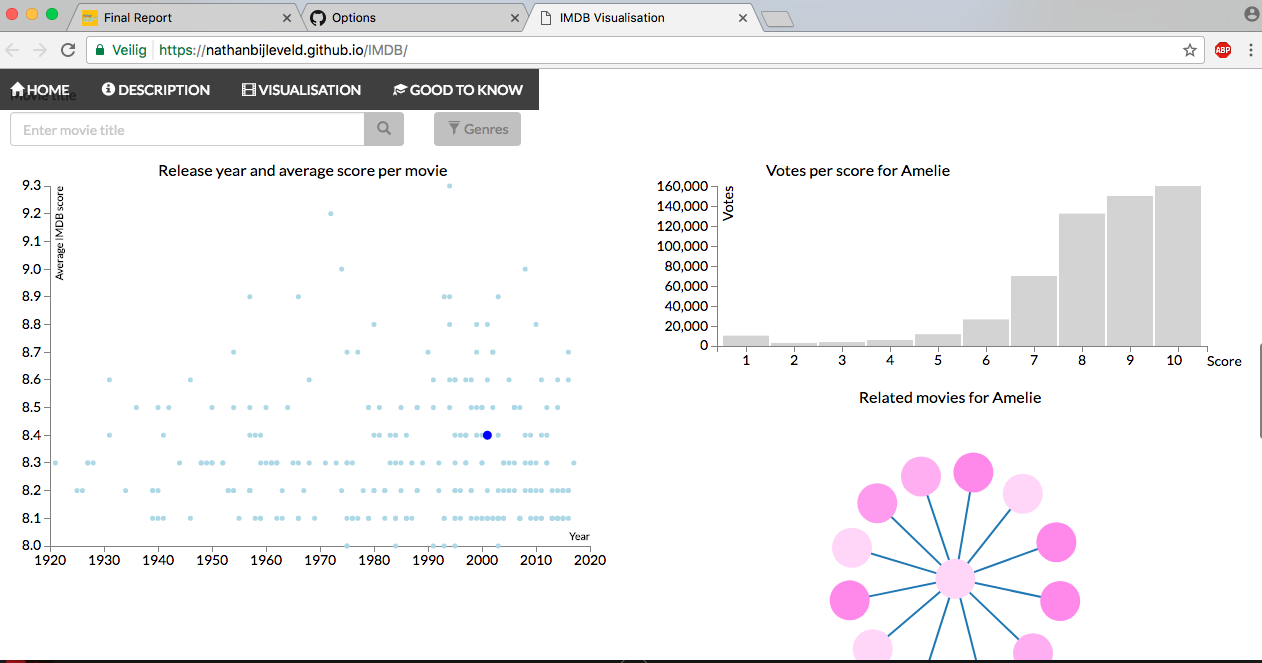 Final Report
Options
IMDB Visualisation
Veilig https://nathanbijleveld.github.io/IMDB/
ABP
HOME DESCRIPTION VISUALISATION GOOD TO KNOW
Movie title
Enter movie title
Genres
Release year and average score per movie
9.3
9.2
9.1
9.0
8.9
8.8
8.7
8.6
8.5
8.4
8.3
8.2
8.1
8.0
Average IMDB score
Year
1920 1930 1940 1950 1960 1970 1980 1990 2000 2010 2020
Votes per score for Amelie
160,000
140,000
120,000
100,000
80,000
60,000
40,000
20,000
0
Votes
1 2 3 4 5 6 7 8 9 10 Score
Related movies for Amelie